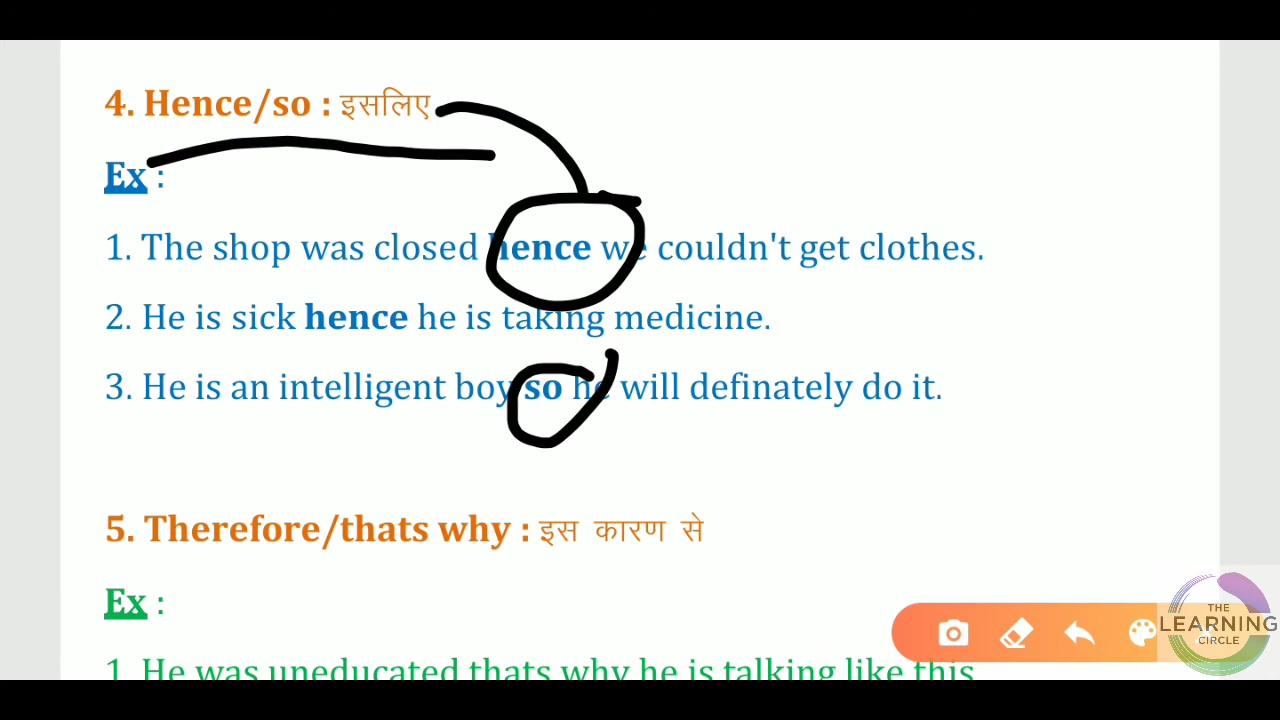 4. Hence/so : इसलिए
Ex :
1. The shop was closed hence we couldn't get clothes.
2. He is sick hence he is taking medicine.
3. He is an intelligent boy so he will definately do it.
5. Therefore/thats why : इस कारण से
Ex :
1. He was uneducated thats why he is talking like this
THE
LEARNING
CIRCLE